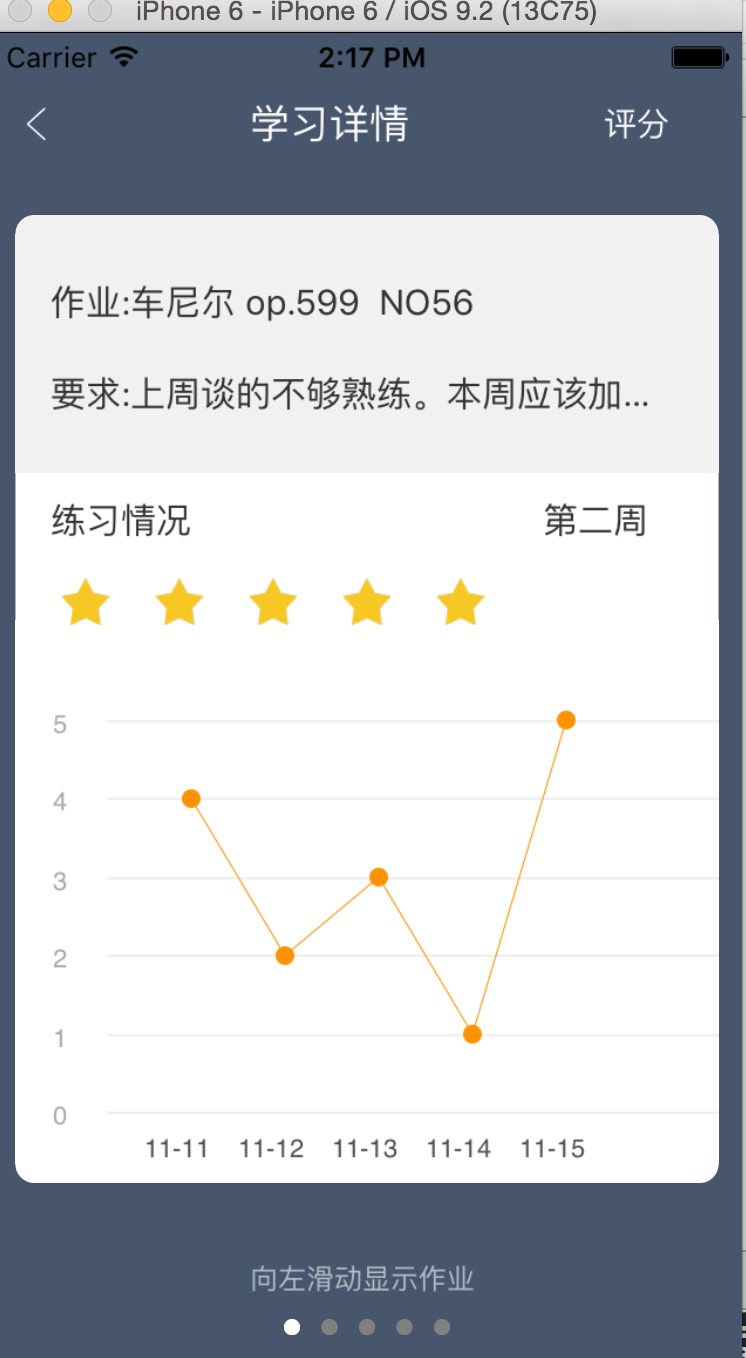 iPhone 6 - iPhone 6 / iOS 9.2 (13C75)
Carrier 2:17 PM
学习详情 评分
作业:车尼尔 op.599 NO56
要求:上周谈的不够熟练。本周应该加...
练习情况 第二周
5
4
3
2
1
0
11-11 11-12 11-13 11-14 11-15
向左滑动显示作业